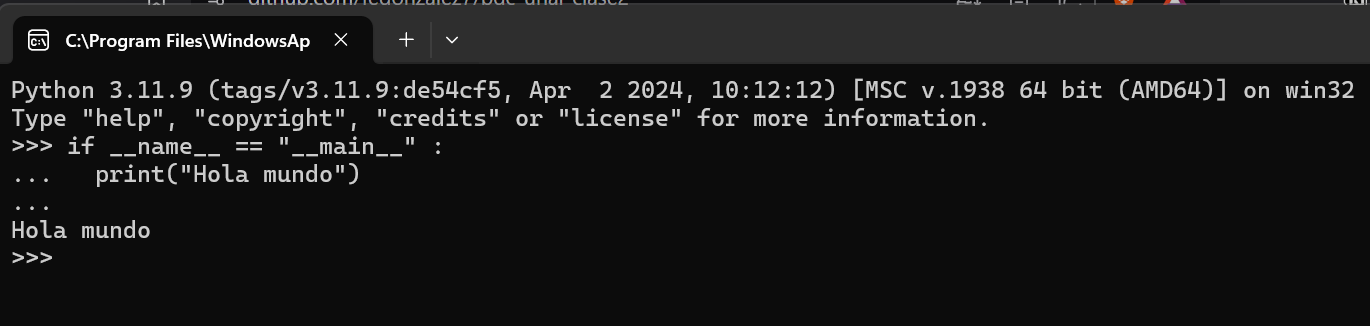 C:\Program Files\WindowsAp
Python 3.11.9 (tags/v3.11.9:de54cf5, Apr  2 2024, 10:12:12) [MSC v.1938 64 bit (AMD64)] on win32
Type "help", "copyright", "credits" or "license" for more information.
>>> if __name__ == "__main__" :
...   print("Hola mundo")
...
Hola mundo
>>>